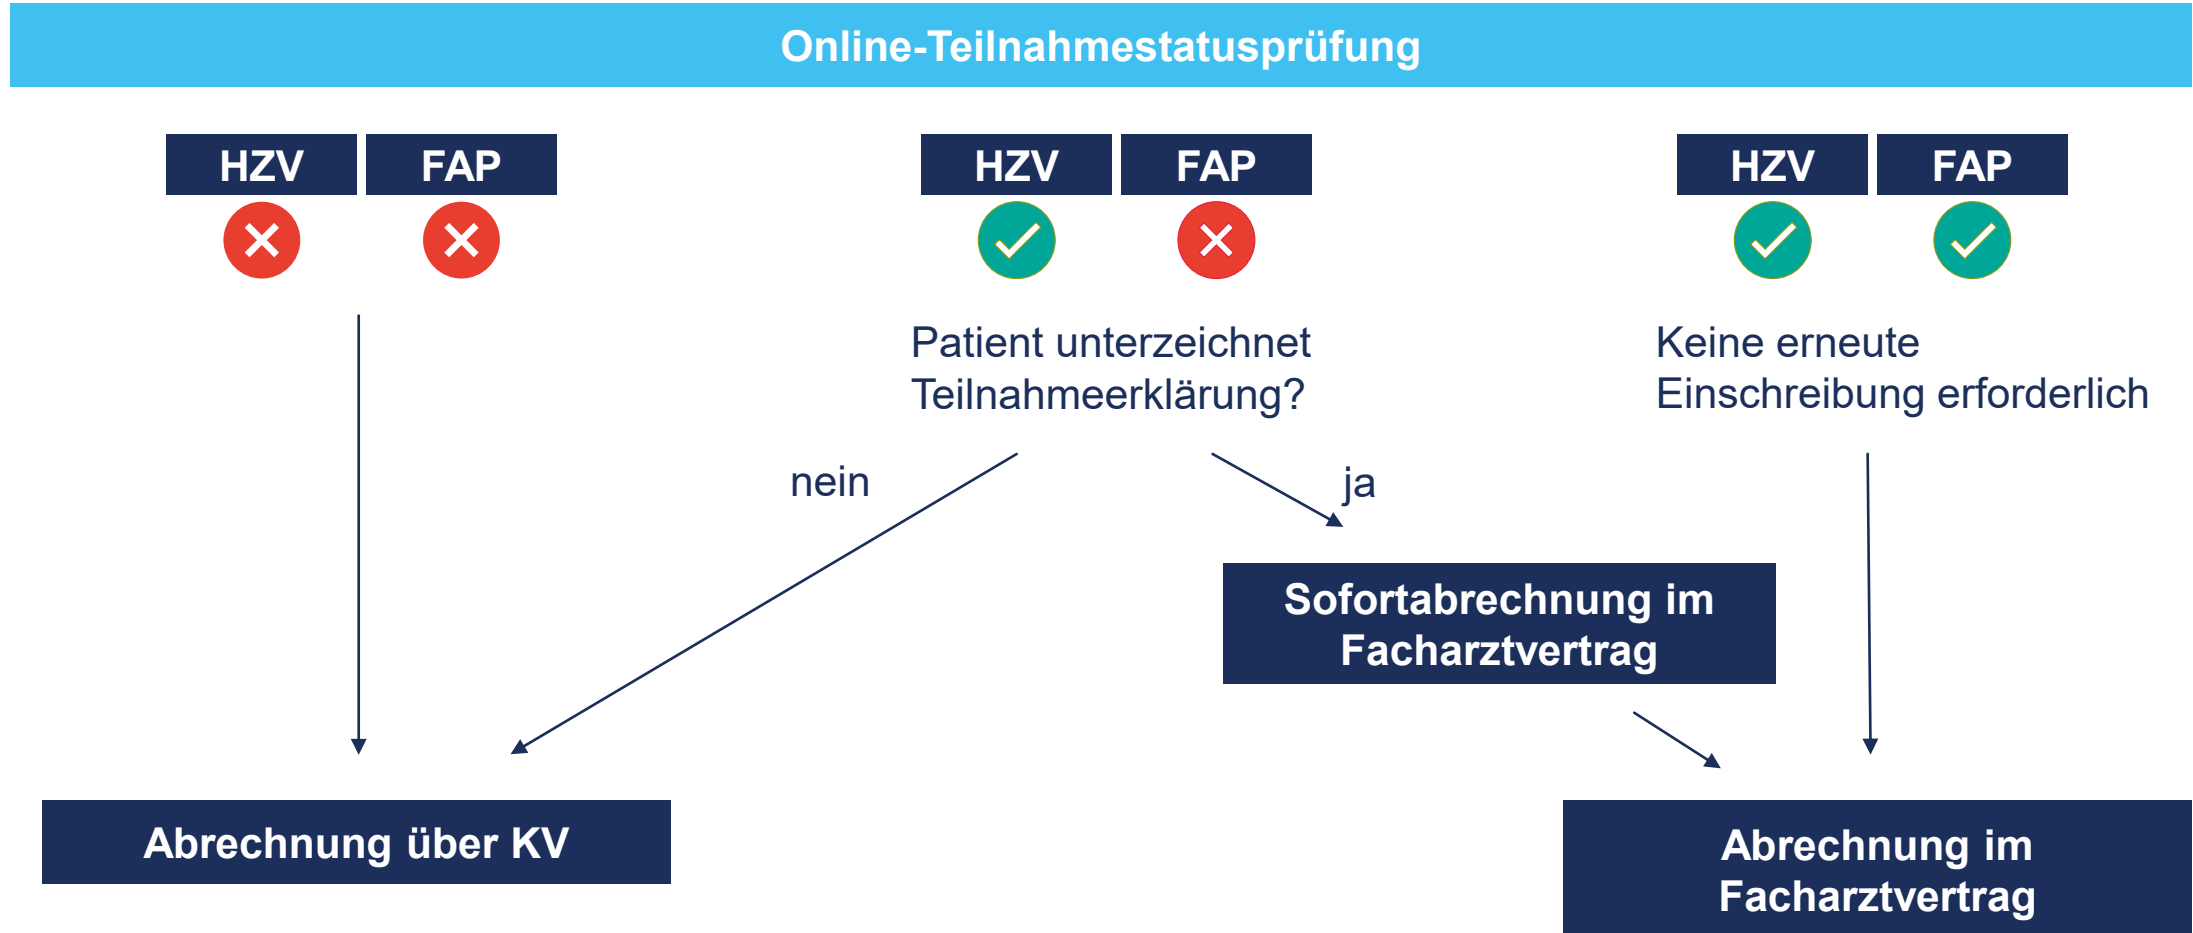 Online-Teilnahmestatusprüfung
HZV FAP
HZV FAP
HZV FAP
Patient unterzeichnet
Teilnahmeerklärung?
Keine erneute
Einschreibung erforderlich
nein
ja
Sofortabrechnung im
Facharztvertrag
Abrechnung über KV
Abrechnung im
Facharztvertrag